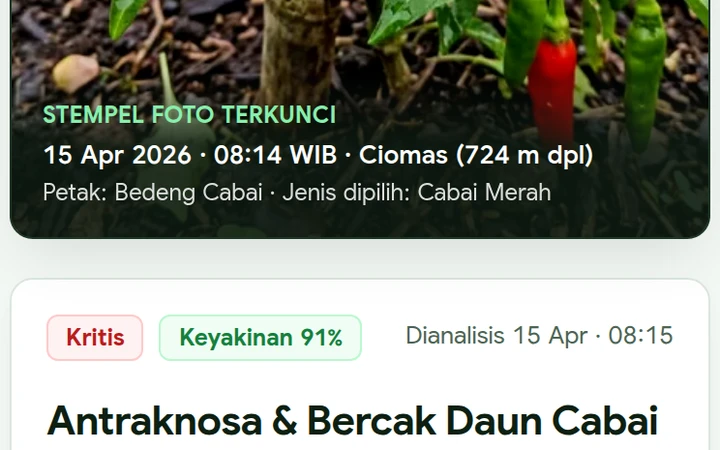 STEMPEL FOTO TERKUNCI
15 Apr 2026 · 08:14 WIB · Ciomas (724 m dpl)
Petak: Bedeng Cabai · Jenis dipilih: Cabai Merah
Kritis
Keyakinan 91%
Dianalisis 15 Apr · 08:15
Antraknosa & Bercak Daun Cabai